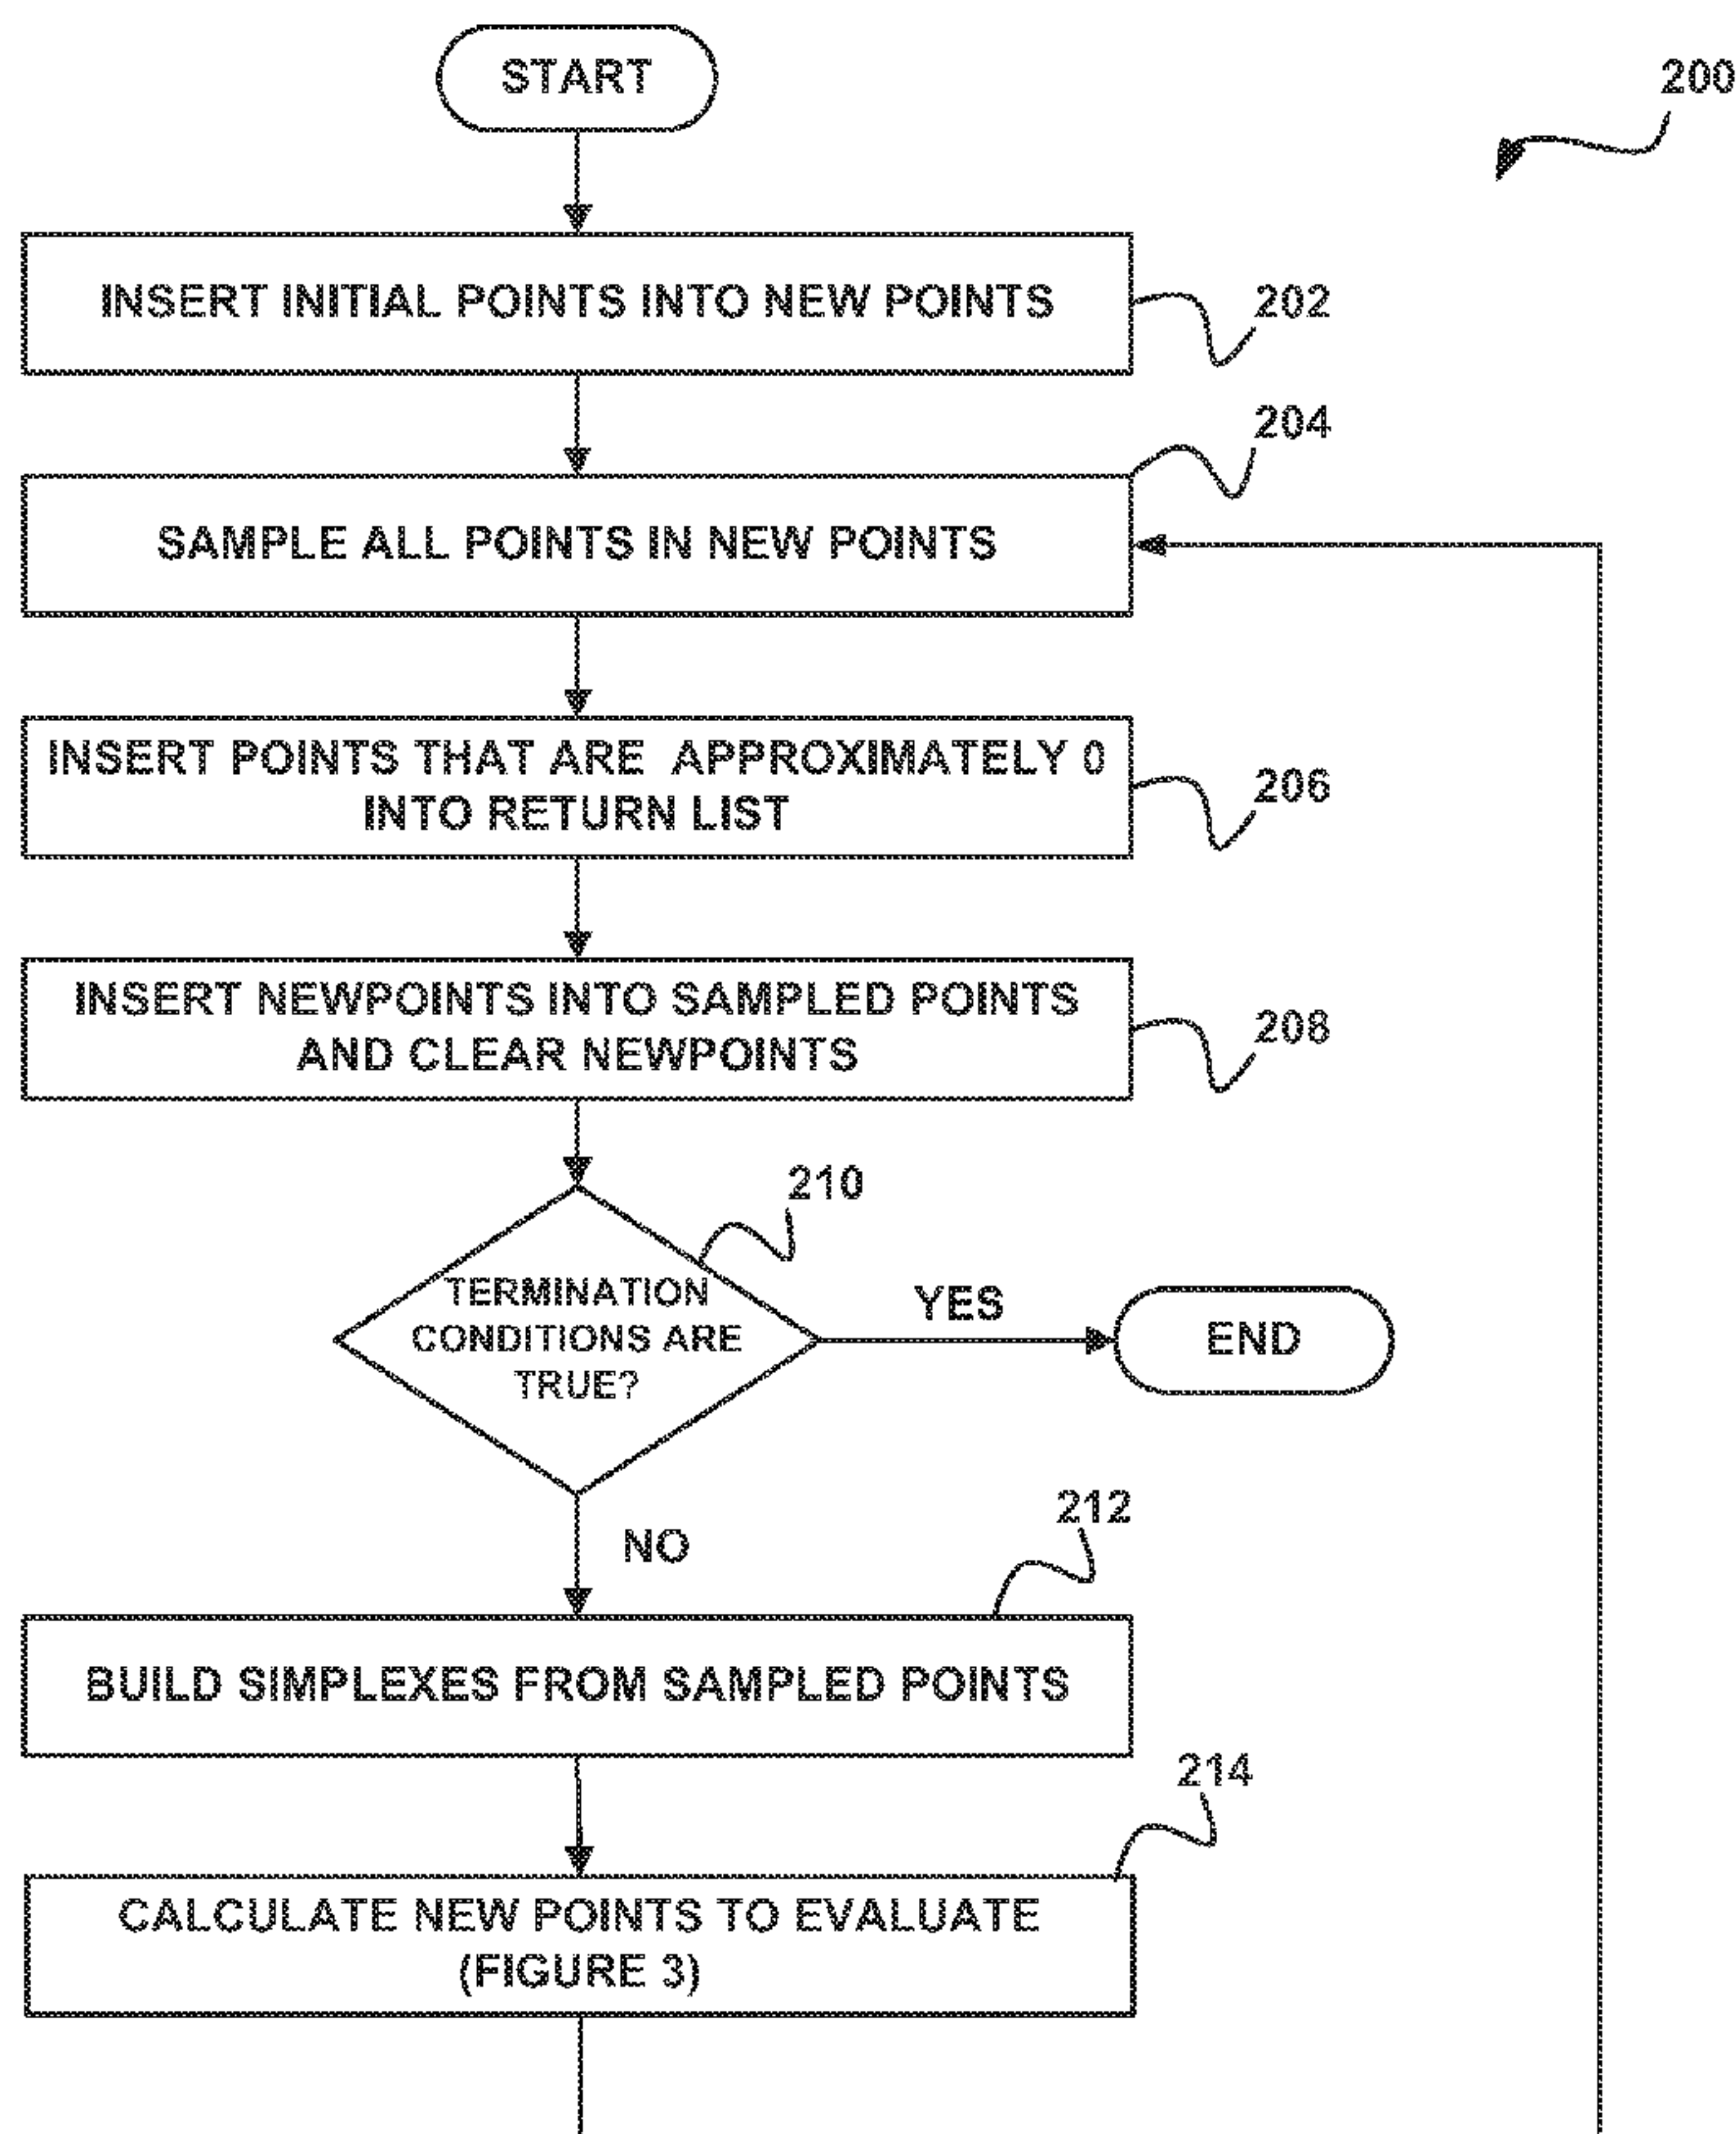 START
200
INSERT INITIAL POINTS INTO NEW POINTS
202
204
SAMPLE ALL POINTS IN NEW POINTS
INSERT POINTS THAT ARE APPROXIMATELY 0
INTO RETURN LIST
206
INSERT NEWPOINTS INTO SAMPLED POINTS
AND CLEAR NEWPOINTS
208
210
TERMINATION
CONDITIONS ARE
TRUE?
YES
END
NO
212
BUILD SIMPLEXES FROM SAMPLED POINTS
214
CALCULATE NEW POINTS TO EVALUATE
(FIGURE 3)